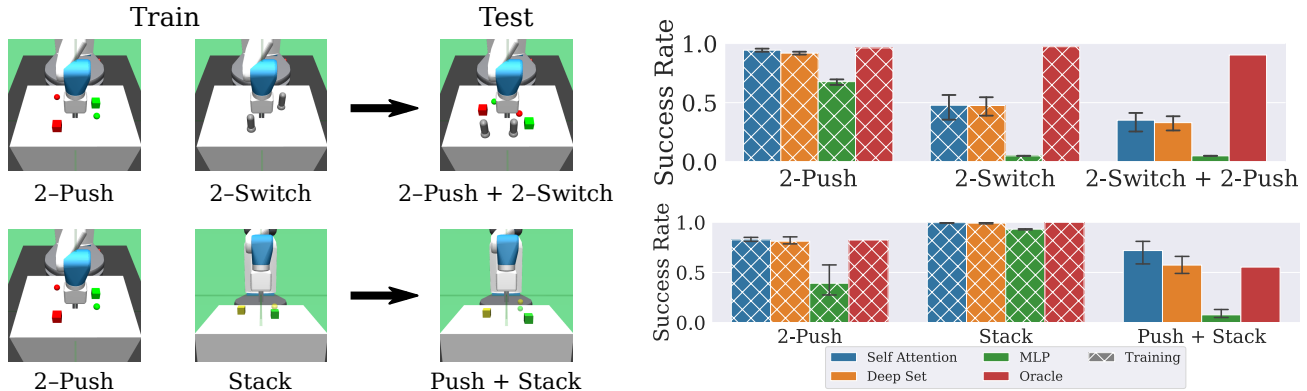 Train
Test
2–Push
2–Switch
2–Push + 2–Switch
2–Push
Stack
Push + Stack
Success Rate
1.0
0.5
0.0
2-Push
2-Switch
2-Switch + 2-Push
Success Rate
1.0
0.5
0.0
2-Push
Stack
Push + Stack
Self Attention
Deep Set
MLP
Oracle
Training